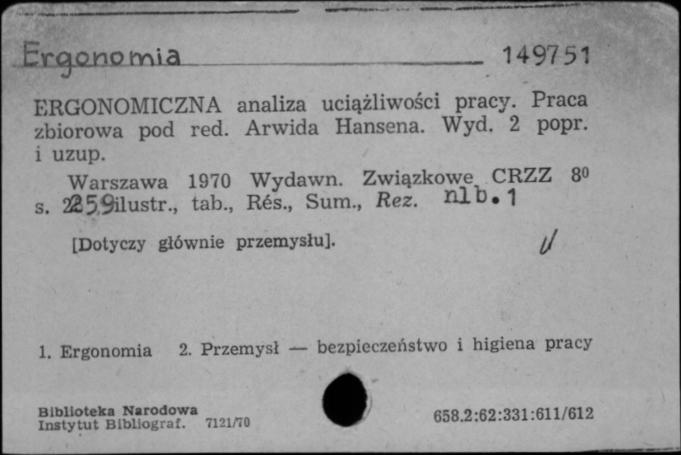 Ergonomia 149751
ERGONOMICZNA analiza uciążliwości pracy. Praca
zbiorowa pod red. Arwida Hansena. Wyd. 2 popr.
i uzup.
Warszawa 1970 Wydawn. Związkowe CRZZ 8⁰
s. 259 ilustr., tab., Rés., Sum., Rez. nlb. 1
[Dotyczy głównie przemysłu].
1. Ergonomia 2. Przemysł — bezpieczeństwo i higiena pracy
Biblioteka Narodowa
Instytut Bibliograf. 7121/70 658.2:62:331:611/612